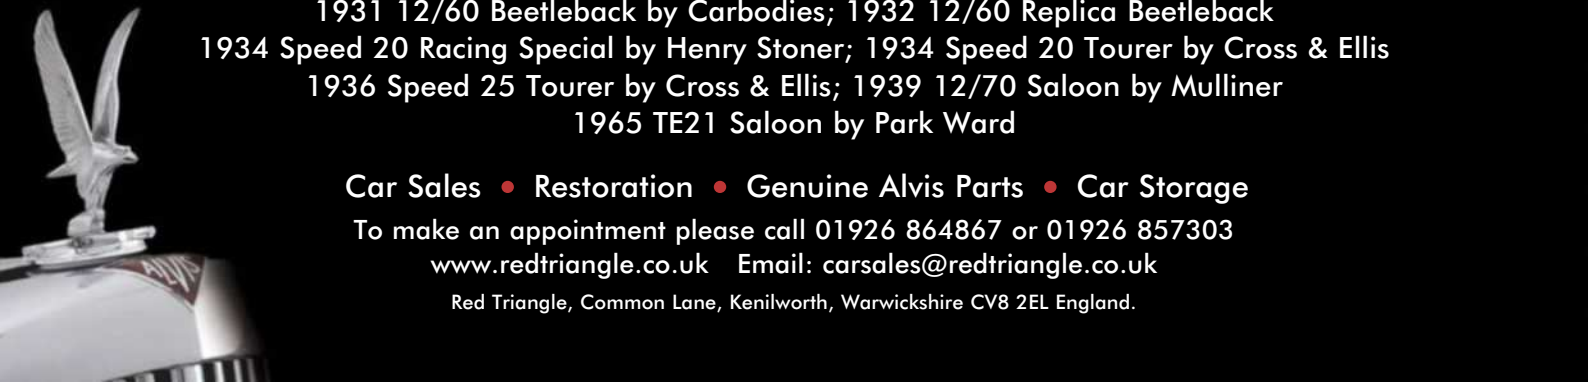 1931 12/60 Beetleback by Carbodies; 1932 12/60 Replica Beetleback
1934 Speed 20 Racing Special by Henry Stoner; 1934 Speed 20 Tourer by Cross & Ellis
1936 Speed 25 Tourer by Cross & Ellis; 1939 12/70 Saloon by Mulliner
1965 TE21 Saloon by Park Ward
Car Sales • Restoration • Genuine Alvis Parts • Car Storage
To make an appointment please call 01926 864867 or 01926 857303
www.redtriangle.co.uk Email: carsales@redtriangle.co.uk
Red Triangle, Common Lane, Kenilworth, Warwickshire CV8 2EL England.
ALVIS